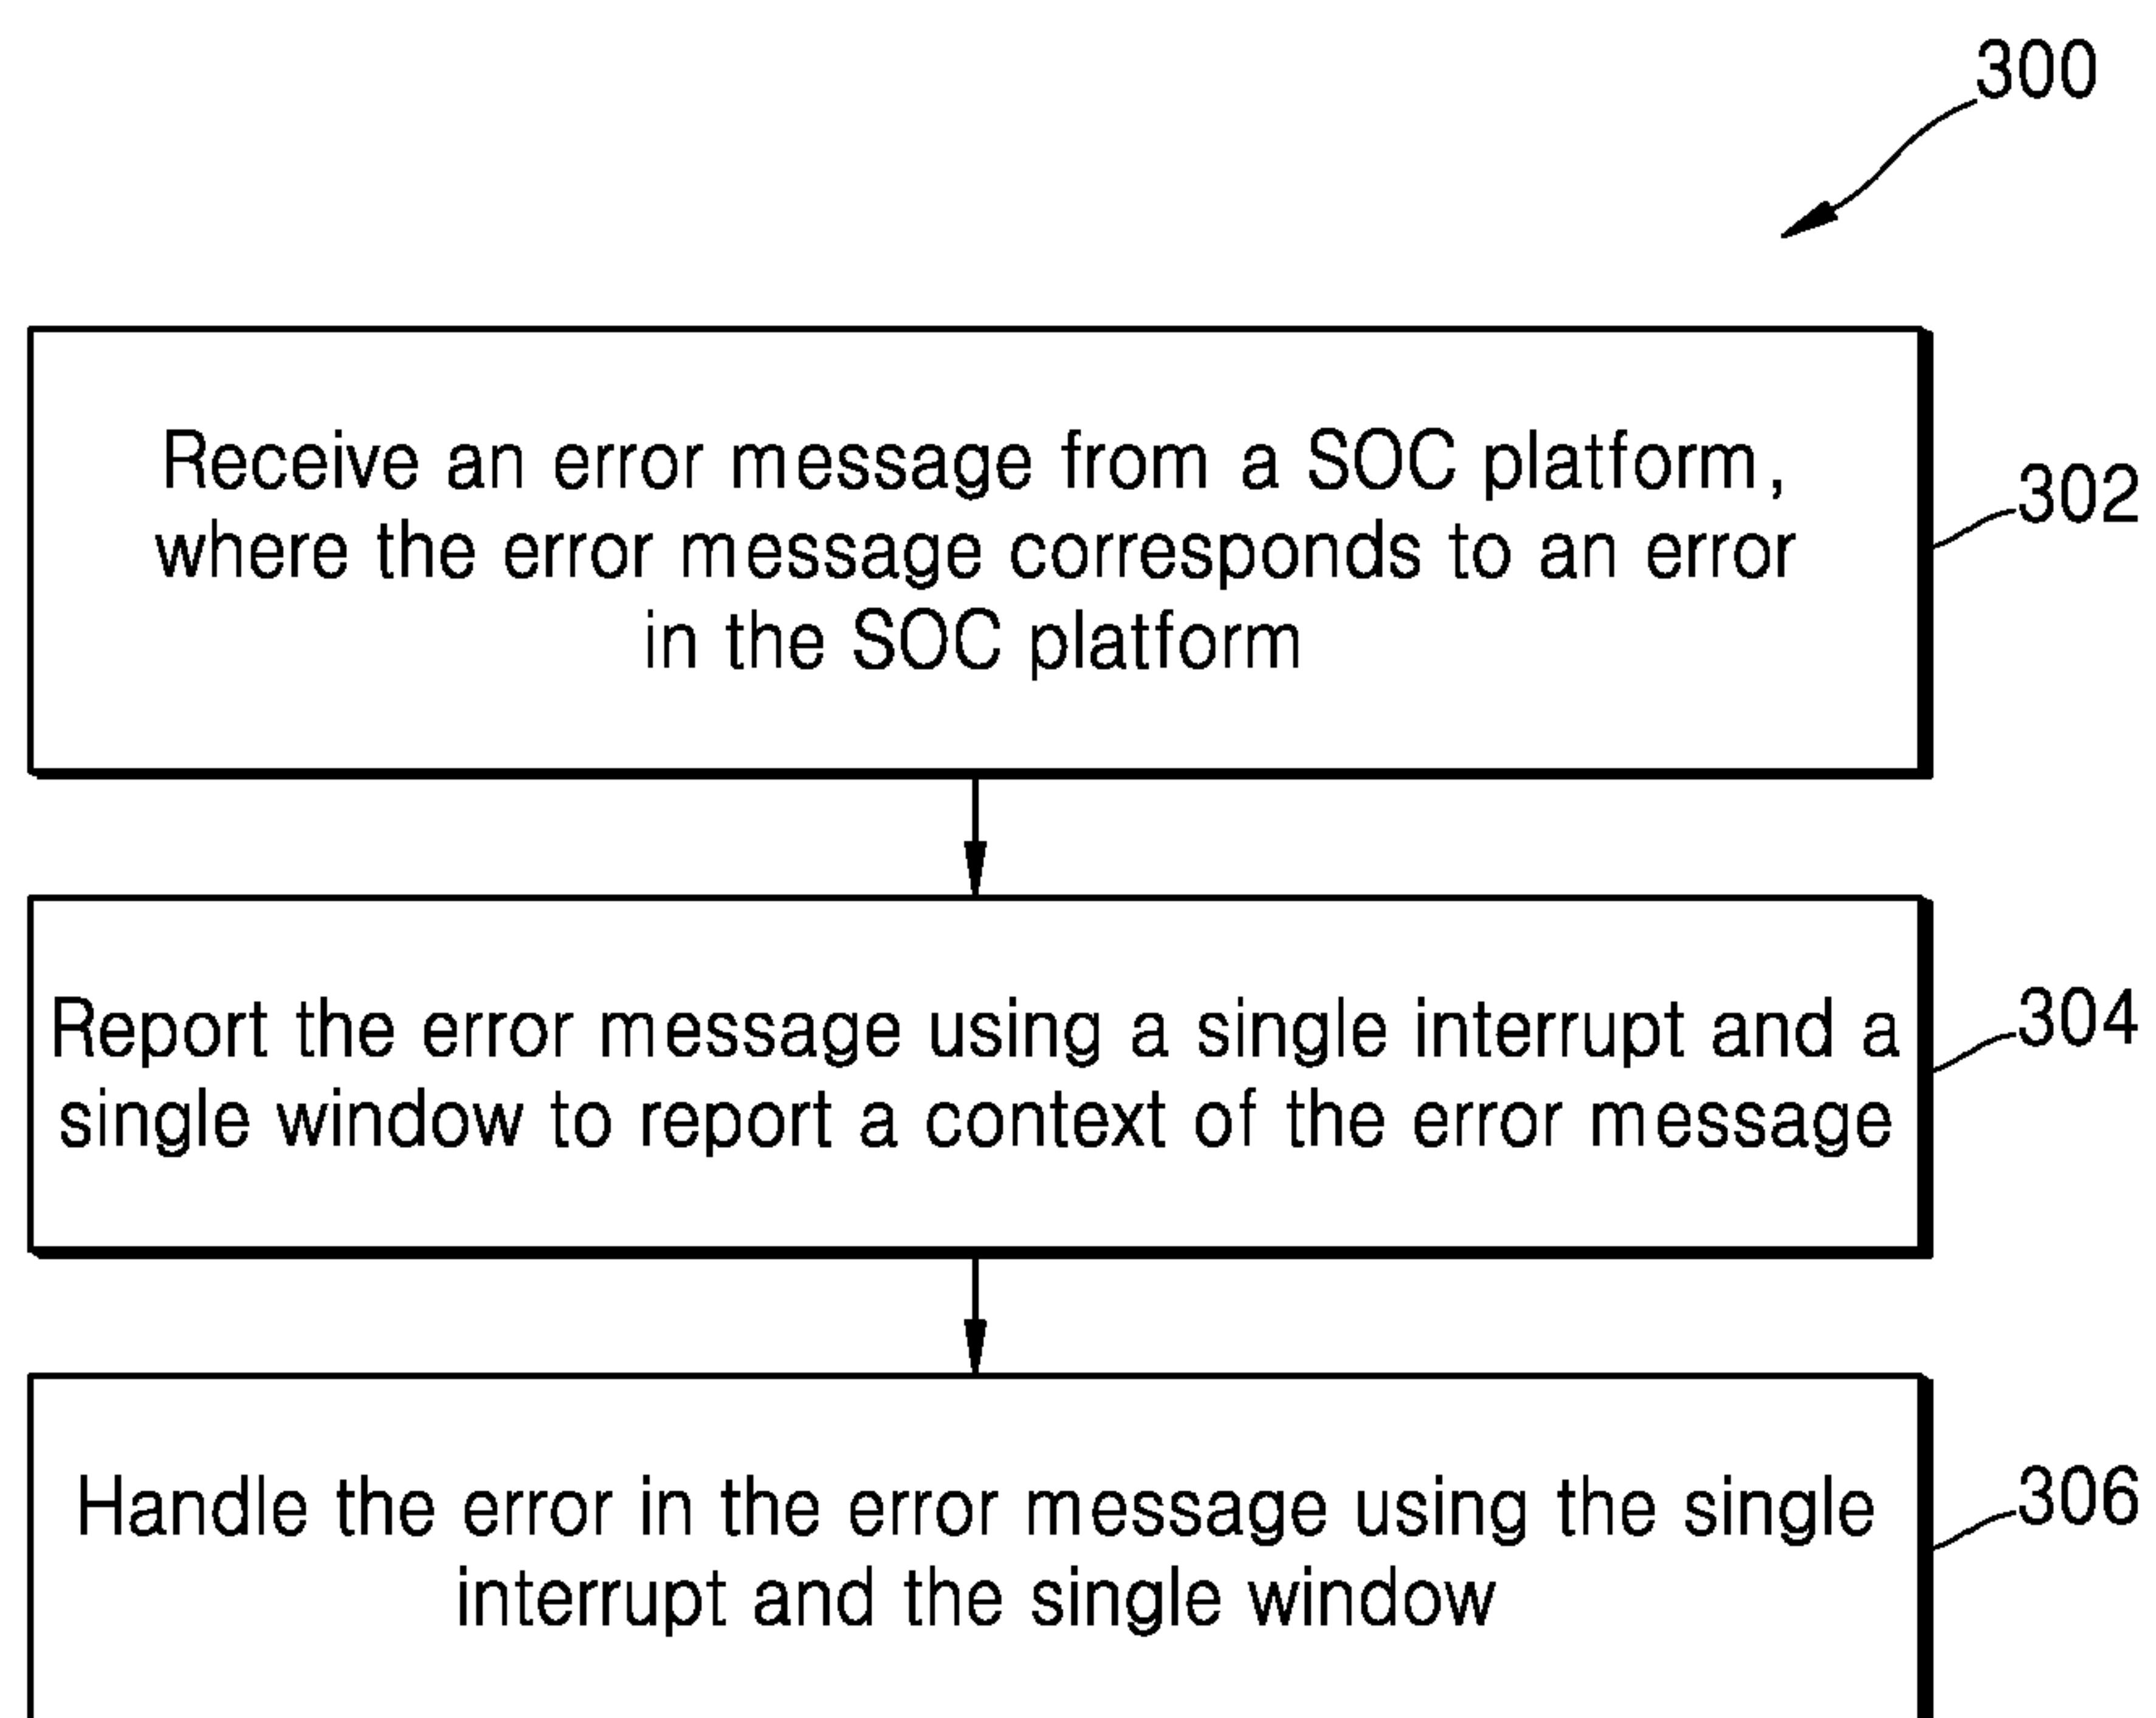 300
Receive an error message from a SOC platform,
where the error message corresponds to an error
in the SOC platform
302
Report the error message using a single interrupt and a
single window to report a context of the error message
304
Handle the error in the error message using the single
interrupt and the single window
306